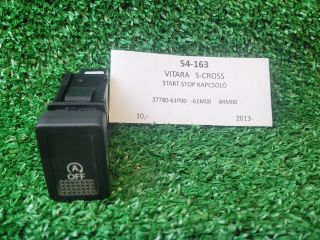 54-163
VITARA S-CROSS
START STOP KAPCSOLÓ
37780-61P00 -61M00 -84M00
10,- 2013-
A
OFF